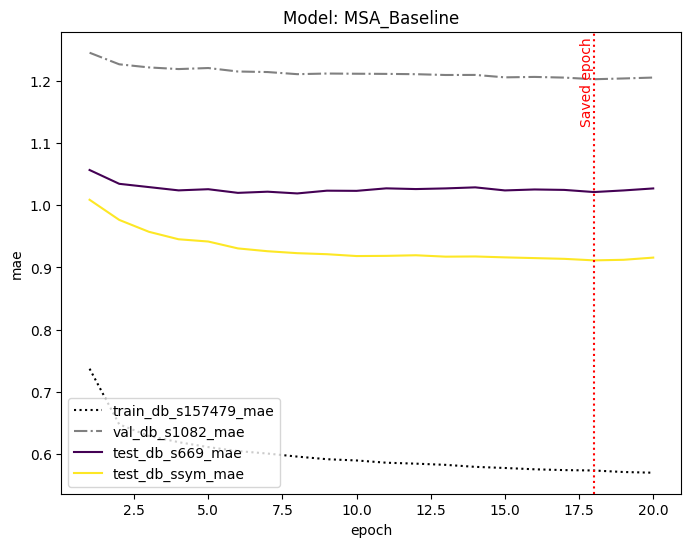 Model: MSA_Baseline
mae
1.2
1.1
1.0
0.9
0.8
0.7
0.6
Saved epoch
train_db_s157479_mae
val_db_s1082_mae
test_db_s669_mae
test_db_ssym_mae
2.5 5.0 7.5 10.0 12.5 15.0 17.5 20.0
epoch